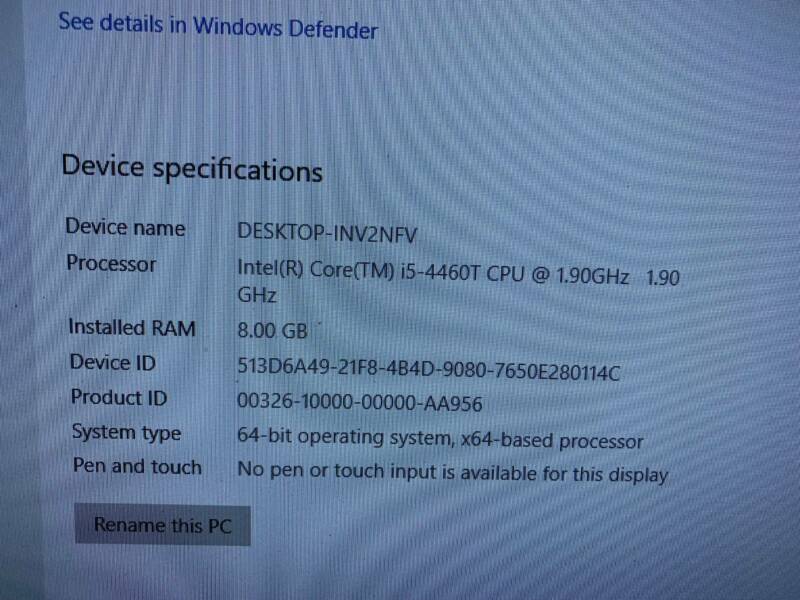 See details in Windows Defender
Device specifications
Device name DESKTOP-INV2NFV
Processor Intel(R) Core(TM) i5-4460T CPU @ 1.90GHz 1.90
GHz
Installed RAM 8.00 GB
Device ID 513D6A49-21F8-4B4D-9080-7650E280114C
Product ID 00326-10000-00000-AA956
System type 64-bit operating system, x64-based processor
Pen and touch No pen or touch input is available for this display
Rename this PC